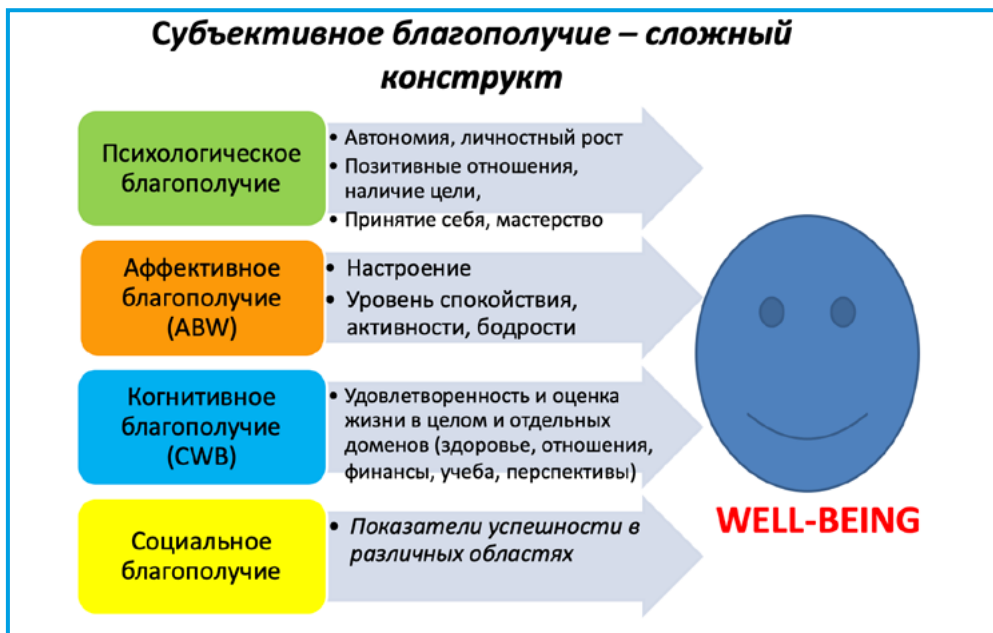 Субъективное благополучие – сложный
конструкт
Психологическое
благополучие
• Автономия, личностный рост
• Позитивные отношения,
наличие цели,
• Принятие себя, мастерство
Аффективное
благополучие
(ABW)
• Настроение
• Уровень спокойствия,
активности, бодрости
Когнитивное
благополучие
(CWB)
• Удовлетворенность и оценка
жизни в целом и отдельных
доменов (здоровье, отношения,
финансы, учеба, перспективы)
Социальное
благополучие
• Показатели успешности в
различных областях
WELL-BEING